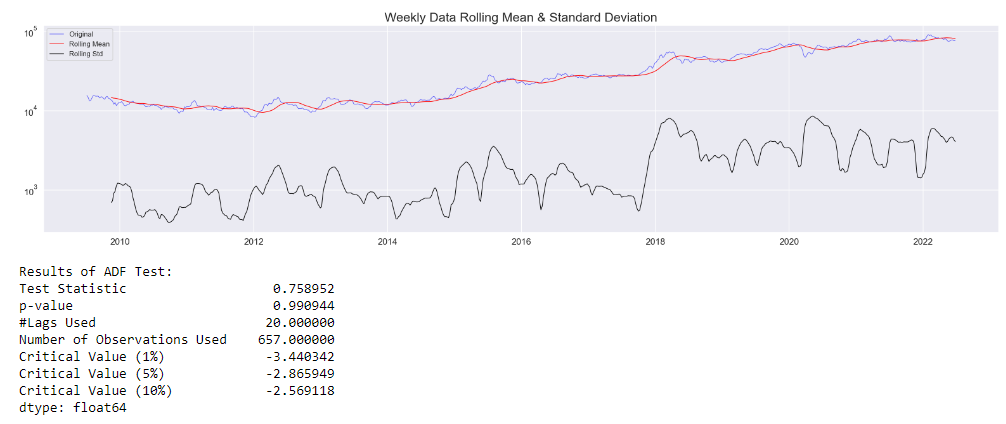 Weekly Data Rolling Mean & Standard Deviation
10^5
Original
Rolling Mean
Rolling Std
10^4
10^3
2010 2012 2014 2016 2018 2020 2022
Results of ADF Test:
Test Statistic 0.758952
p-value 0.990944
#Lags Used 20.000000
Number of Observations Used 657.000000
Critical Value (1%) -3.440342
Critical Value (5%) -2.865949
Critical Value (10%) -2.569118
dtype: float64